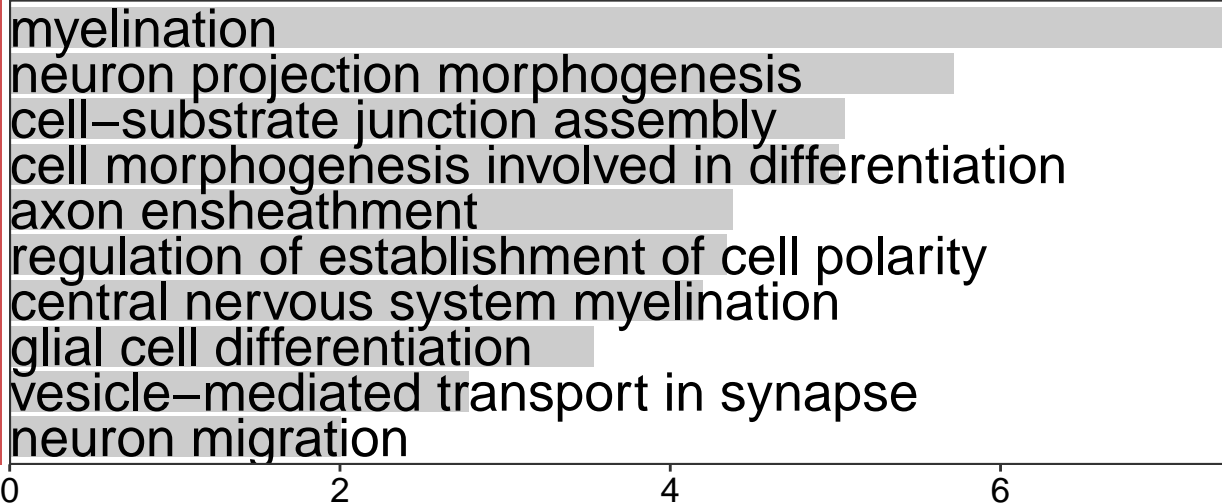 myelination
neuron projection morphogenesis
cell−substrate junction assembly
cell morphogenesis involved in differentiation
axon ensheathment
regulation of establishment of cell polarity
central nervous system myelination
glial cell differentiation
vesicle−mediated transport in synapse
neuron migration
0 2 4 6